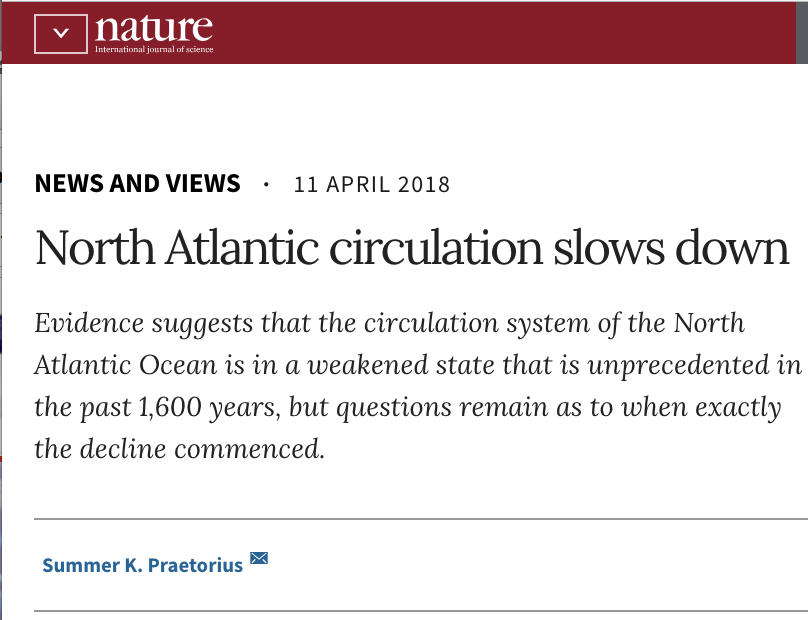 nature
International journal of science
NEWS AND VIEWS · 11 APRIL 2018
North Atlantic circulation slows down
Evidence suggests that the circulation system of the North
Atlantic Ocean is in a weakened state that is unprecedented in
the past 1,600 years, but questions remain as to when exactly
the decline commenced.
Summer K. Praetorius